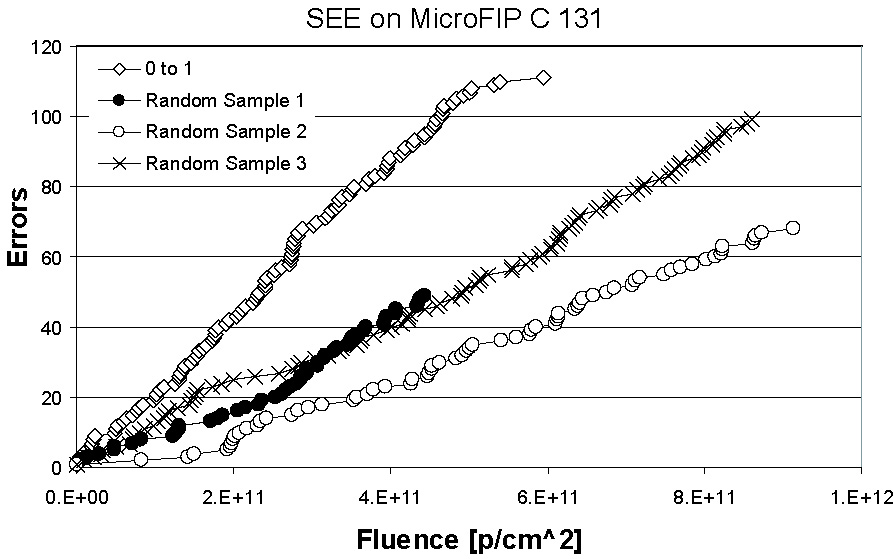 SEE on MicroFIP C 131
120
100
80
60
40
20
0
Errors
0 to 1
Random Sample 1
Random Sample 2
Random Sample 3
0.E+00 2.E+11 4.E+11 6.E+11 8.E+11 1.E+12
Fluence [p/cm^2]